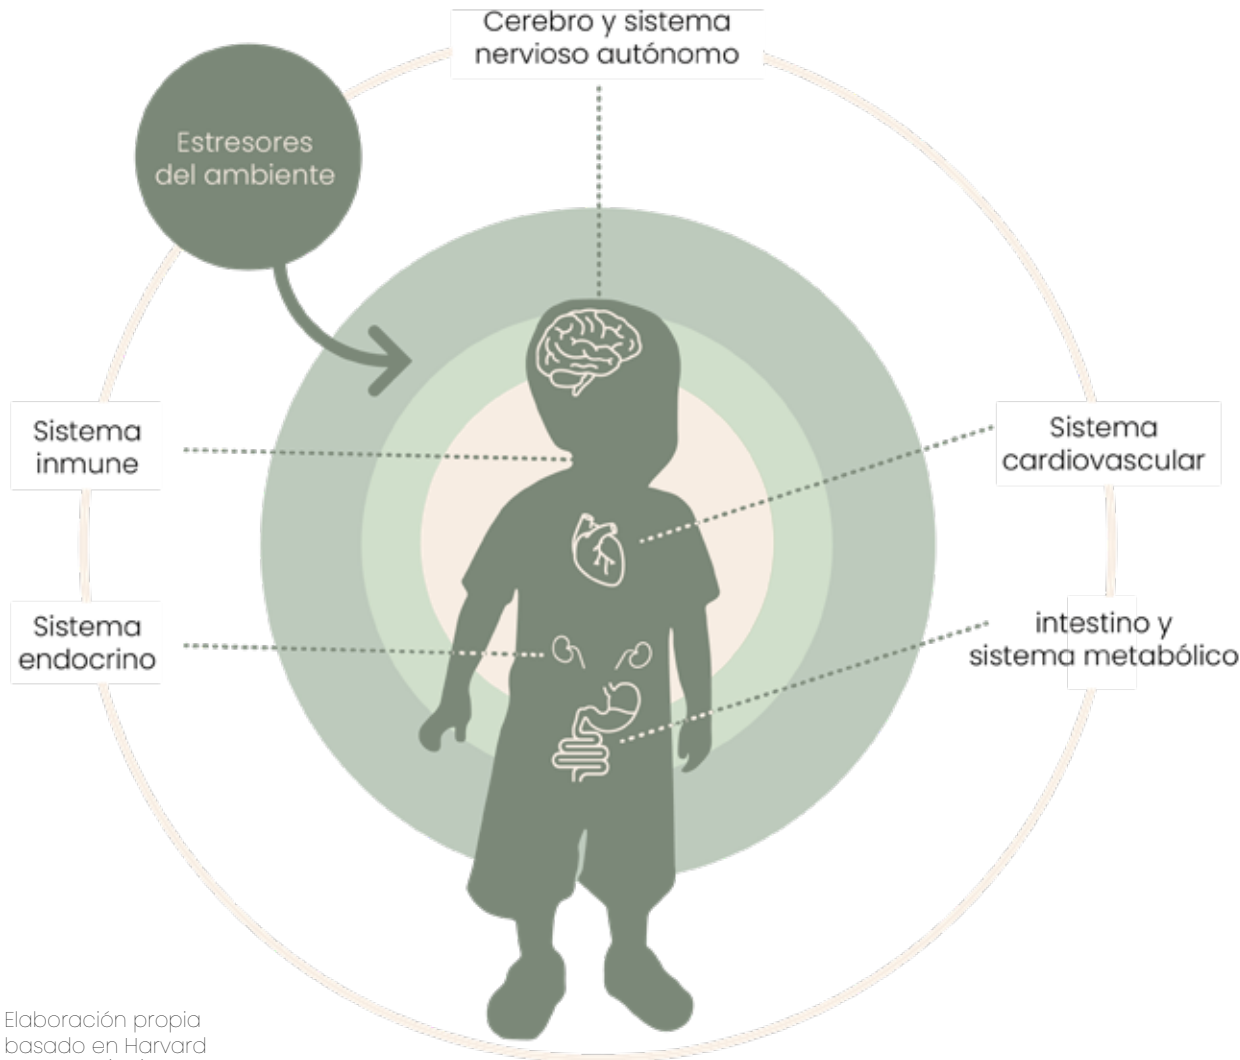 Cerebro y sistema
nervioso autónomo
Estresores
del ambiente
Sistema
inmune
Sistema
cardiovascular
Sistema
endocrino
intestino y
sistema metabólico
Elaboración propia
basado en Harvard